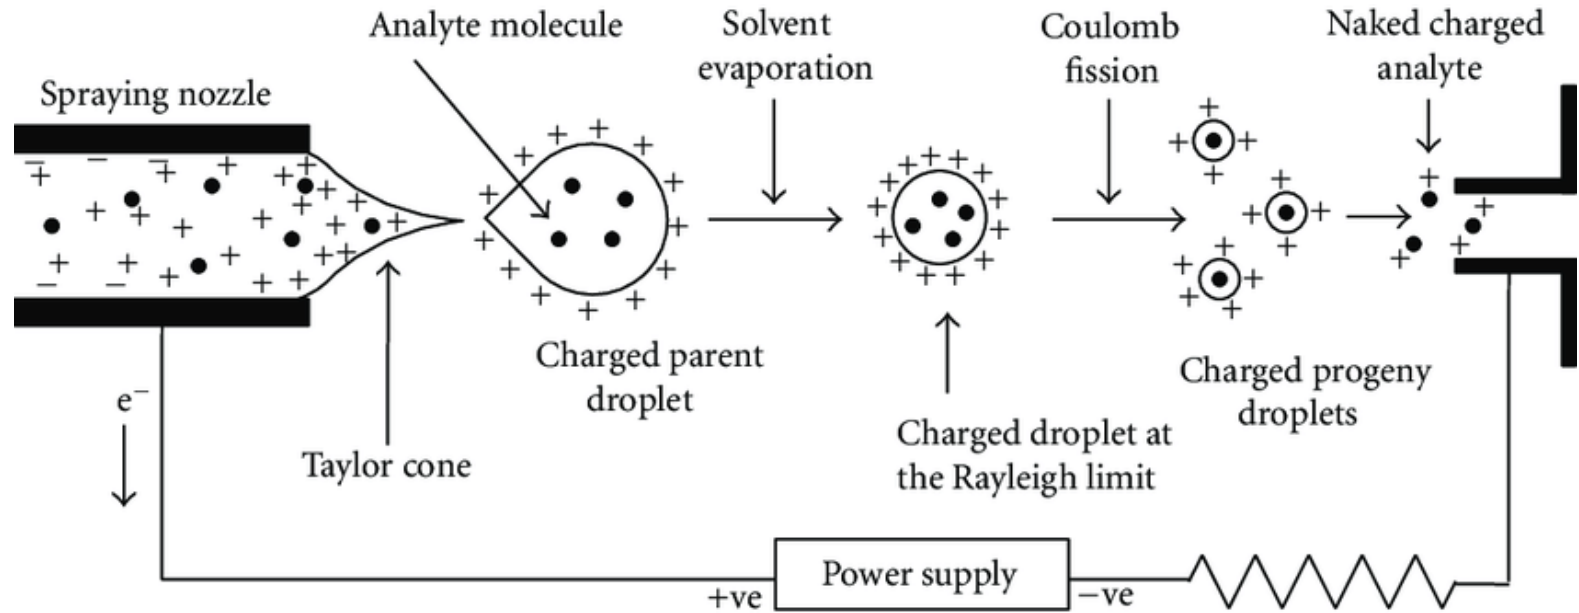 Analyte molecule
Solvent
evaporation
Coulomb
fission
Naked charged
analyte
Spraying nozzle
Charged parent
droplet
Charged progeny
droplets
e⁻
Taylor cone
Charged droplet at
the Rayleigh limit
Power supply
+ve
−ve